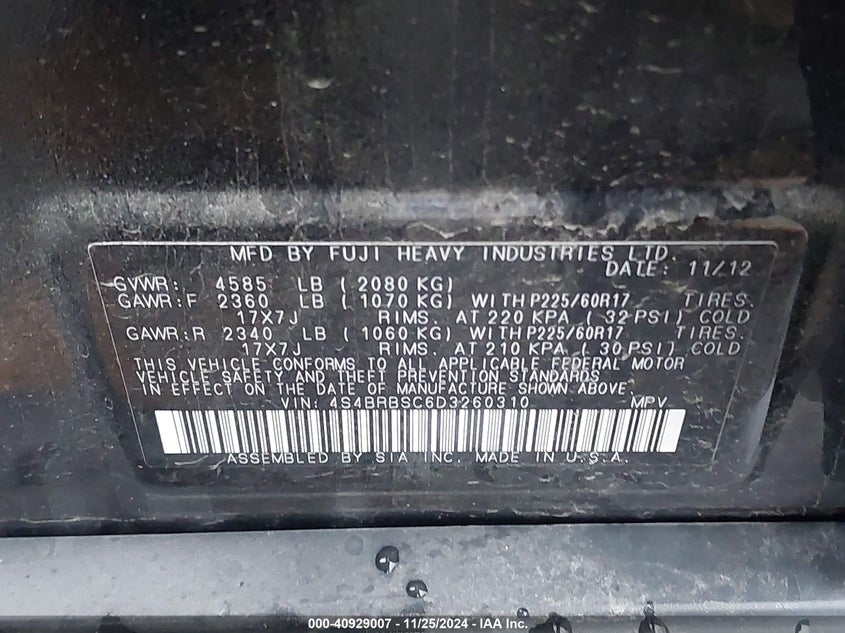 MFD BY FUJI HEAVY INDUSTRIES LTD.
DATE: 11/12
GVWR: 4585 LB ( 2080 KG)
GAWR:F 2360 LB ( 1070 KG) WITH P225/60R17 TIRES.
17X7J RIMS. AT 220 KPA ( 32 PSI) COLD
GAWR:R 2340 LB ( 1060 KG) WITH P225/60R17 TIRES.
17X7J RIMS. AT 210 KPA ( 30 PSI) COLD
THIS VEHICLE CONFORMS TO ALL APPLICABLE FEDERAL MOTOR
VEHICLE SAFETY AND THEFT PREVENTION STANDARDS
IN EFFECT ON THE DATE OF MANUFACTURE SHOWN ABOVE.
VIN: 4S4BRBSC6D3260310 MPV
ASSEMBLED BY SIA INC. MADE IN U.S.A.
000-40929007 - 11/25/2024 - IAA Inc.